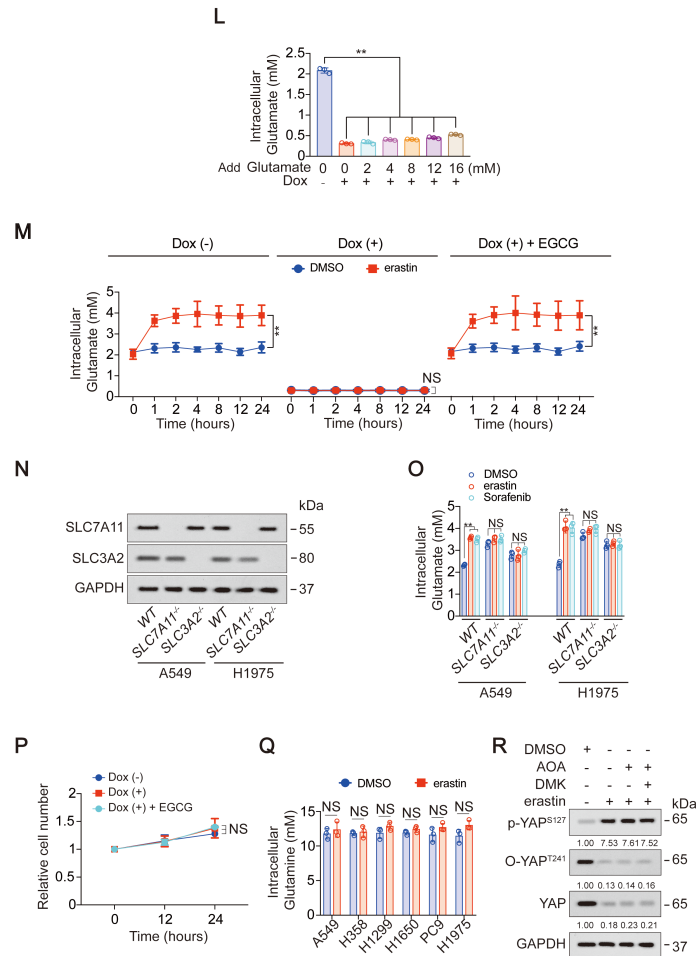 L
Intracellular
Glutamate (mM)
2.5
2
1.5
1
0.5
0
**
Add Glutamate 0 0 2 4 8 12 16 (mM)
Dox - + + + + + +
M
Dox (-)
Dox (+)
Dox (+) + EGCG
DMSO
erastin
Intracellular
Glutamate (mM)
5
4
3
2
1
0
**
NS
**
0 1 2 4 8 12 24
0 1 2 4 8 12 24
0 1 2 4 8 12 24
Time (hours)
Time (hours)
Time (hours)
N
kDa
SLC7A11
55
SLC3A2
80
GAPDH
37
WT
SLC7A11-/-
SLC3A2-/-
WT
SLC7A11-/-
SLC3A2-/-
A549
H1975
O
DMSO
erastin
Sorafenib
Intracellular
Glutamate (mM)
5
4
3
2
1
0
** NS NS
** NS NS
WT
SLC7A11-/-
SLC3A2-/-
WT
SLC7A11-/-
SLC3A2-/-
A549
H1975
P
Dox (-)
Dox (+)
Dox (+) + EGCG
Relative cell number
2
1.5
1
0.5
0
NS
0 12 24
Time (hours)
Q
DMSO
erastin
Intracellular
Glutamine (mM)
15
10
5
0
NS NS NS NS NS NS
A549
H358
H1299
H1650
PC9
H1975
R
DMSO + - - -
AOA - - + +
DMK - - - +
erastin - + + +
kDa
p-YAPS127
65
1.00 7.53 7.61 7.52
O-YAPT241
65
1.00 0.13 0.14 0.16
YAP
65
1.00 0.18 0.23 0.21
GAPDH
37